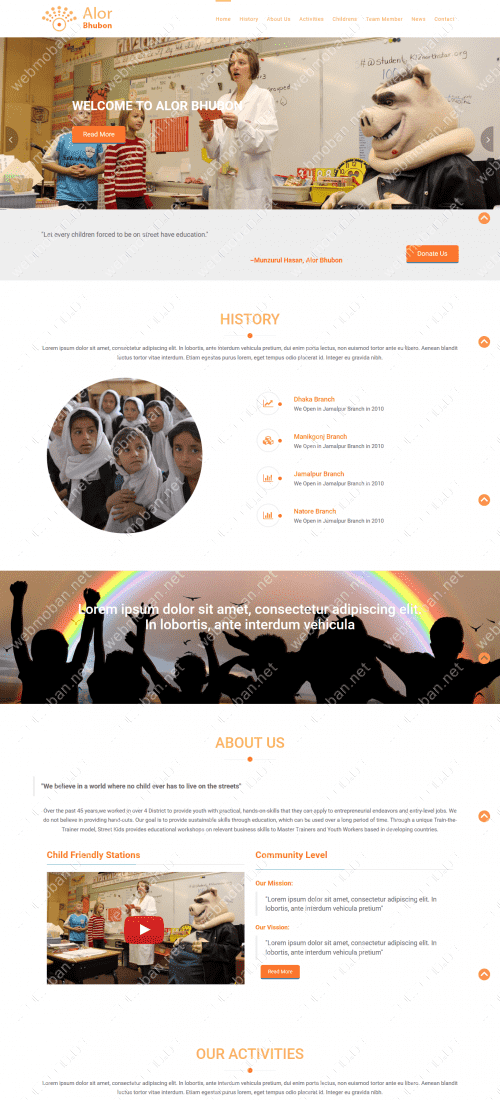 Alor
Bhubon
Home History About Us Activities Childrens Team Member News Contact
WELCOME TO ALOR BHUBON
Read More
"Let every children forced to be on street have education."
–Munzurul Hasan, Alor Bhubon
Donate Us
HISTORY
Lorem ipsum dolor sit amet, consectetur adipiscing elit. In lobortis, ante interdum vehicula pretium, dui enim porta lectus, non euismod tortor ante eu libero. Aenean blandit
luctus tortor vitae interdum. Etiam egestas purus lorem, eget tempus odio placerat id. Integer eu gravida nibh.
Dhaka Branch
We Open in Jamalpur Branch in 2010
Manikgonj Branch
We Open in Jamalpur Branch in 2010
Jamalpur Branch
We Open in Jamalpur Branch in 2010
Natore Branch
We Open in Jamalpur Branch in 2010
Lorem ipsum dolor sit amet, consectetur adipiscing elit.
In lobortis, ante interdum vehicula
ABOUT US
"We believe in a world where no child ever has to live on the streets"
Over the past 45 years,we worked in over 4 District to provide youth with practical, hands-on-skills that they can apply to entrepreneurial endeavors and entry-level jobs. We
do not believe in providing hand-outs. Our goal is to provide sustainable skills through education, which can be used over a long period of time. Through a unique Train-the-
Trainer model, Street Kids provides educational workshops on relevant business skills to Master Trainers and Youth Workers based in developing countries.
Child Friendly Stations
Community Level
Our Mission:
"Lorem ipsum dolor sit amet, consectetur adipiscing elit. In
lobortis, ante interdum vehicula pretium"
Our Vission:
"Lorem ipsum dolor sit amet, consectetur adipiscing elit. In
lobortis, ante interdum vehicula pretium"
Read More
OUR ACTIVITIES
Lorem ipsum dolor sit amet, consectetur adipiscing elit. In lobortis, ante interdum vehicula pretium, dui enim porta lectus, non euismod tortor ante eu libero. Aenean blandit
luctus tortor vitae interdum. Etiam egestas purus lorem, eget tempus odio placerat id. Integer eu gravida nibh.
webmoban.net